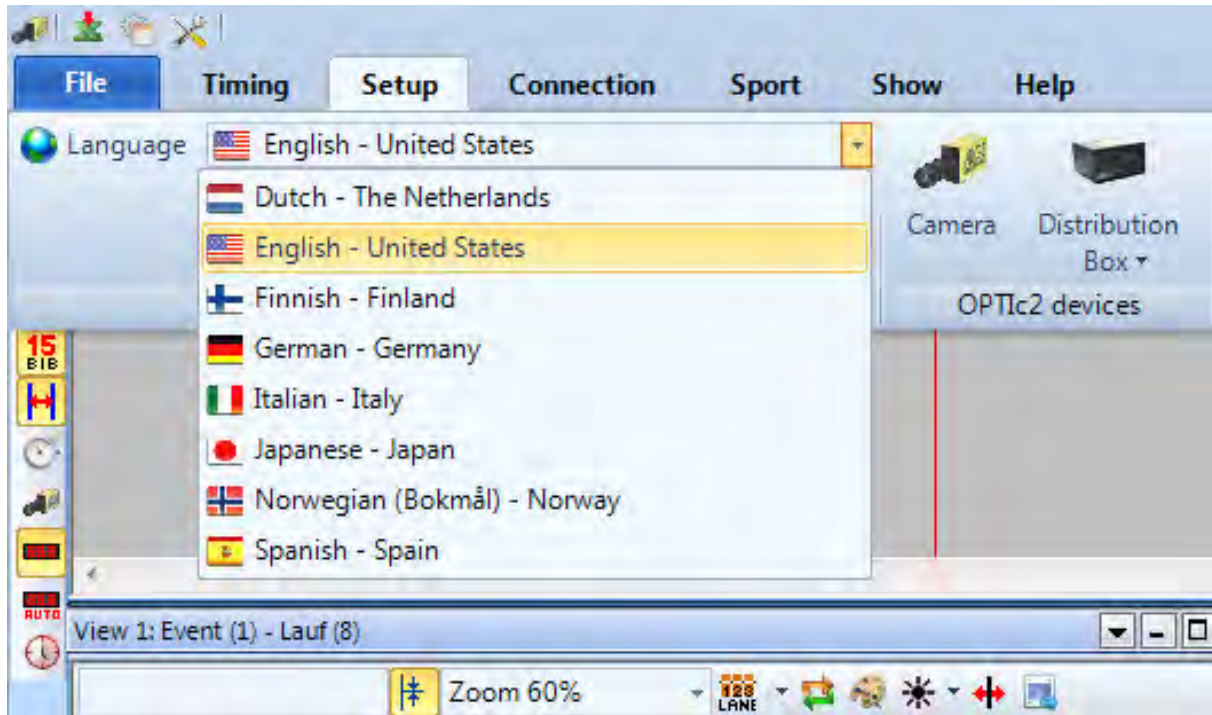 File Timing Setup Connection Sport Show Help
Language English - United States
Dutch - The Netherlands
English - United States
Finnish - Finland
German - Germany
Italian - Italy
Japanese - Japan
Norwegian (Bokmål) - Norway
Spanish - Spain
Camera
Distribution
Box
OPTIc2 devices
15
BIB
AUTO
View 1: Event (1) - Lauf (8)
Zoom 60%
123
LANE